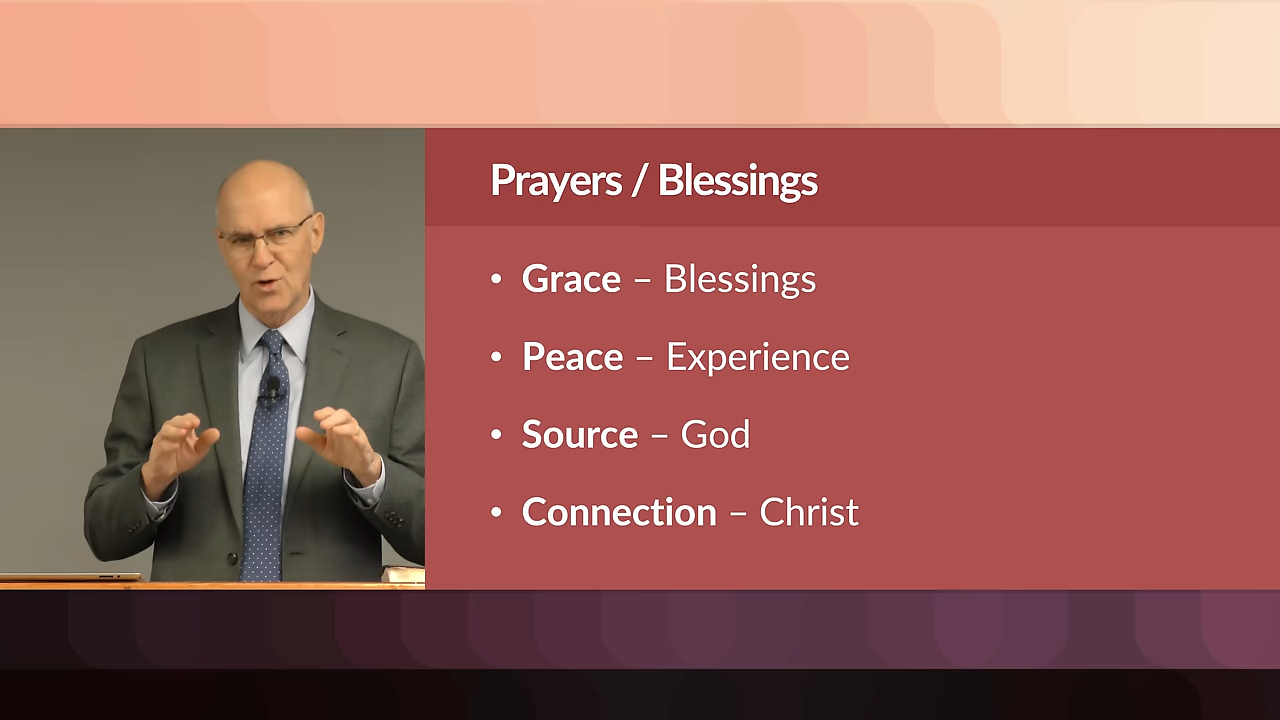 Prayers / Blessings
• Grace – Blessings
• Peace – Experience
• Source – God
• Connection – Christ